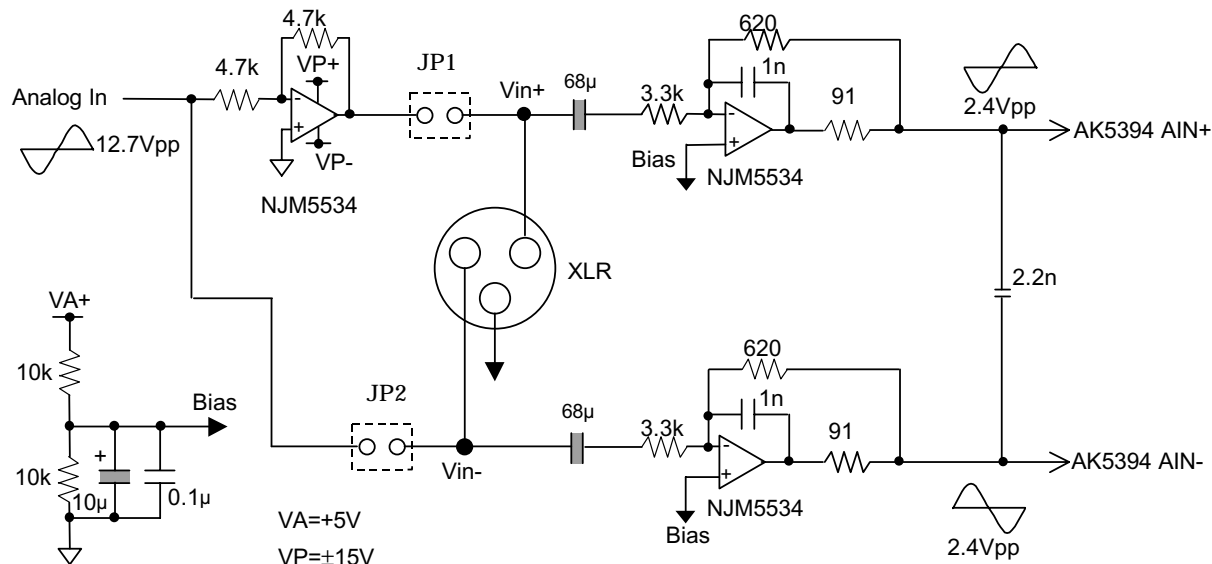 4.7k
620
VP+
JP1
1n
4.7k
Vin+
68µ
3.3k
91
2.4Vpp
Analog In
-
+
-
+
AK5394 AIN+
12.7Vpp
VP-
Bias
NJM5534
NJM5534
XLR
VA+
2.2n
10k
620
JP2
1n
Bias
68µ
3.3k
91
+
-
+
AK5394 AIN-
10k
10µ
0.1µ
Vin-
NJM5534
VA=+5V
Bias
VP=±15V
2.4Vpp